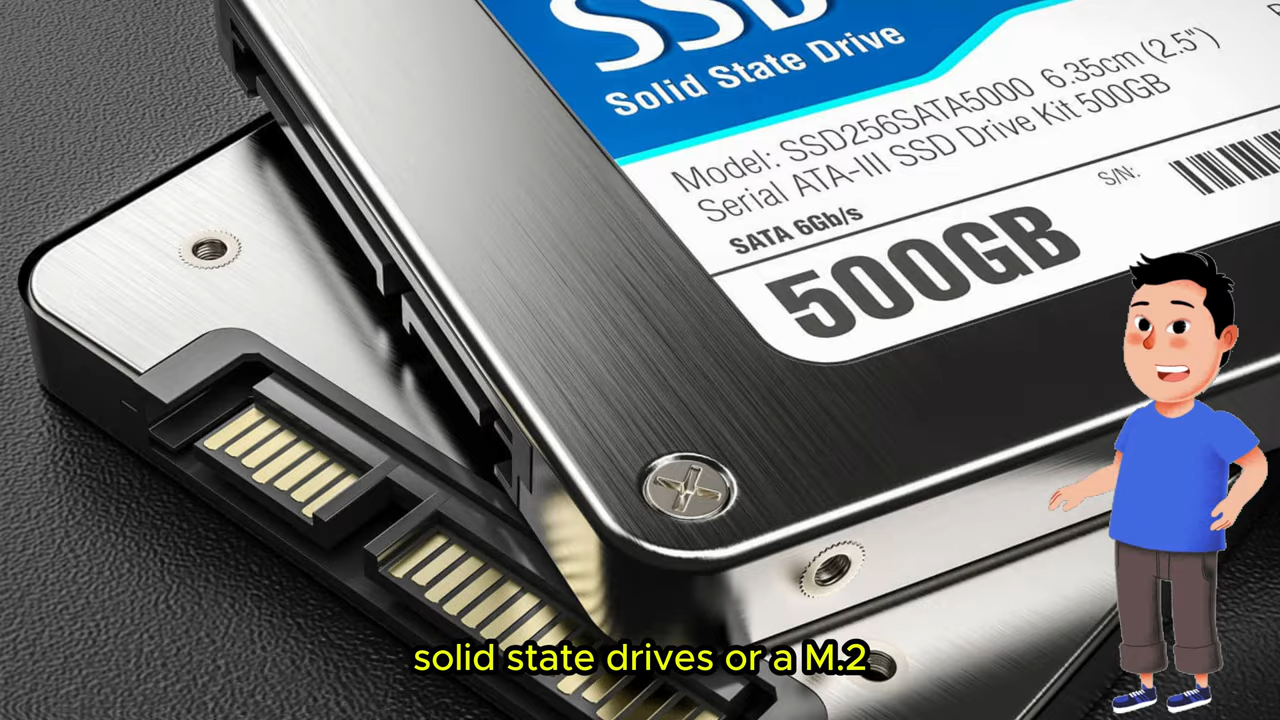 SSD
Solid State Drive
Model: SSD256SATA5000 6.35cm (2.5")
Serial ATA-III SSD Drive Kit 500GB
SATA 6Gb/s
S/N:
500GB
solid state drives or a M.2